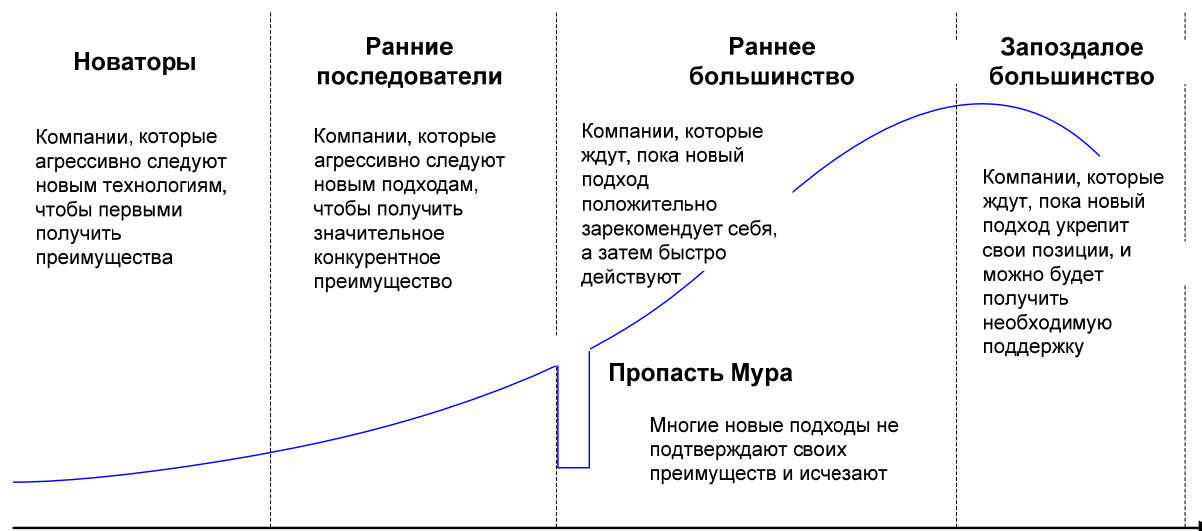 Новаторы
Компании, которые
агрессивно следуют
новым технологиям,
чтобы первыми
получить
преимущества
Ранние
последователи
Компании, которые
агрессивно следуют
новым подходам,
чтобы получить
значительное
конкурентное
преимущество
Раннее
большинство
Компании, которые
ждут, пока новый
подход
положительно
зарекомендует себя,
а затем быстро
действуют
Пропасть Мура
Многие новые подходы не
подтверждают своих
преимуществ и исчезают
Запоздалое
большинство
Компании, которые
ждут, пока новый
подход укрепит
свои позиции, и
можно будет
получить
необходимую
поддержку